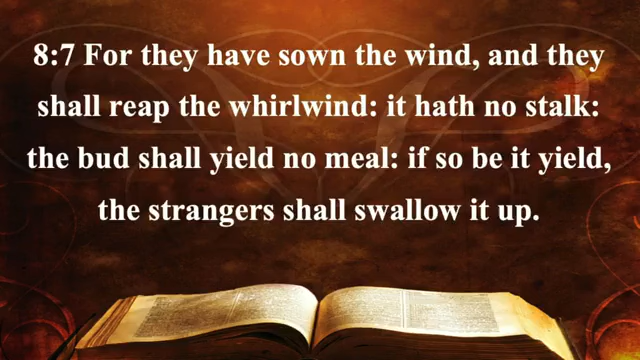 8:7 For they have sown the wind, and they
shall reap the whirlwind: it hath no stalk:
the bud shall yield no meal: if so be it yield,
the strangers shall swallow it up.